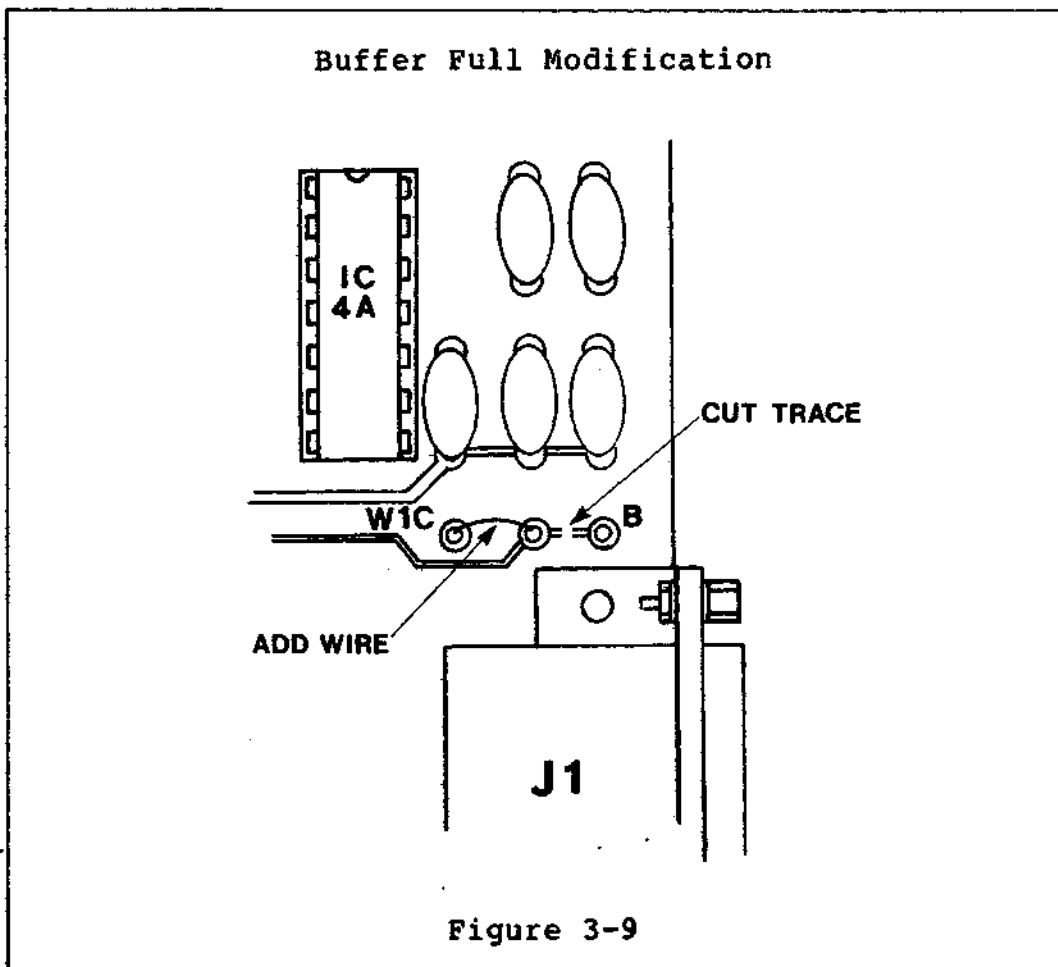 Buffer Full Modification
IC
4A
CUT TRACE
W1C
B
ADD WIRE
J1
Figure 3-9